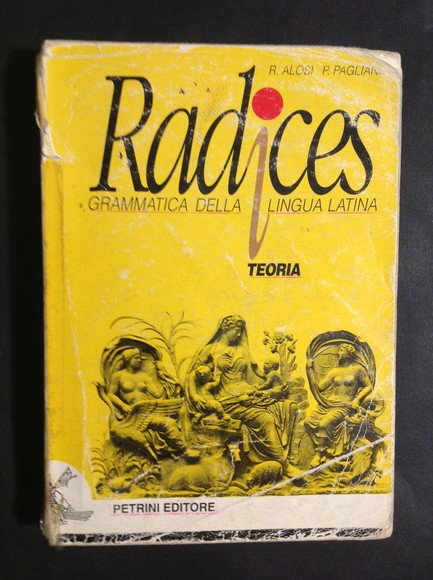 R. ALOSI P. PAGLIANI
Radices
GRAMMATICA DELLA LINGUA LATINA
TEORIA
PETRINI EDITORE